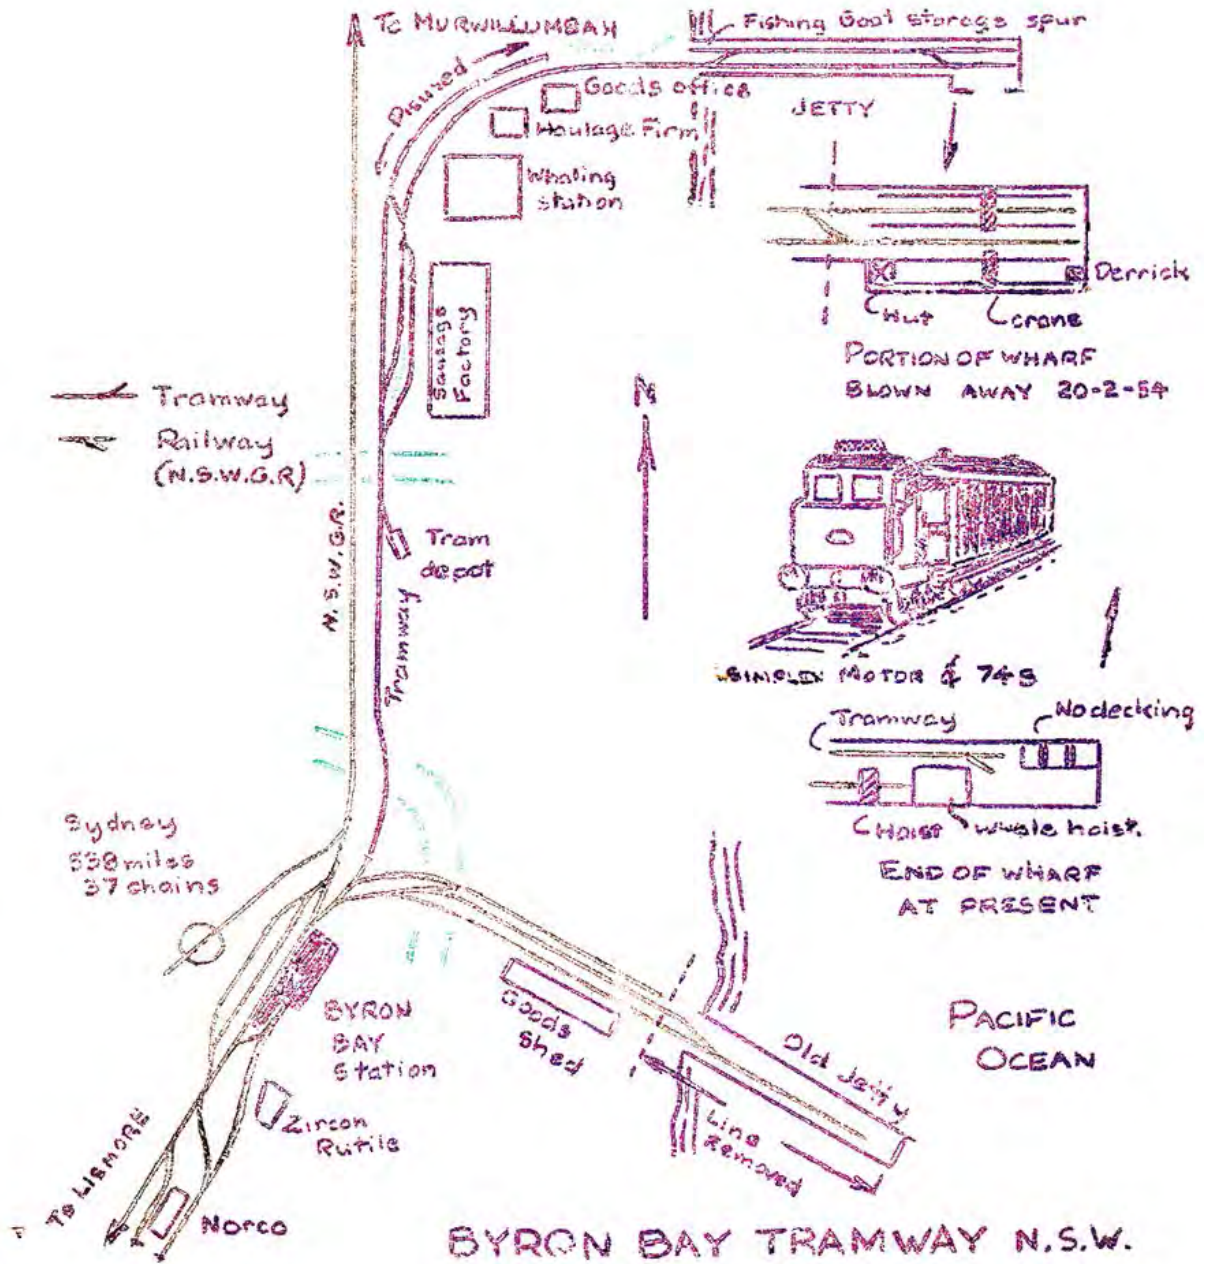 To MURWILLUMBAH
Fishing Boat storage spur
Disused
Goods office
Haulage Firm
JETTY
Whaling
station
Derrick
Hut
crane
PORTION OF WHARF
BLOWN AWAY 20-2-54
Sausage
Factory
N
Tramway
Railway
(N.S.W.G.R)
N.S.W.G.R.
Tram
depot
Tramway
SIMPLEX MOTOR & 74S
Tramway
No decking
Hoist
Whale hoist.
END OF WHARF
AT PRESENT
Sydney
538 miles
37 chains
BYRON
BAY
Station
Goods
Shed
Old Jetty
PACIFIC
OCEAN
Line
Removed
Zircon
Rutile
To LISMORE
Norco
BYRON BAY TRAMWAY N.S.W.